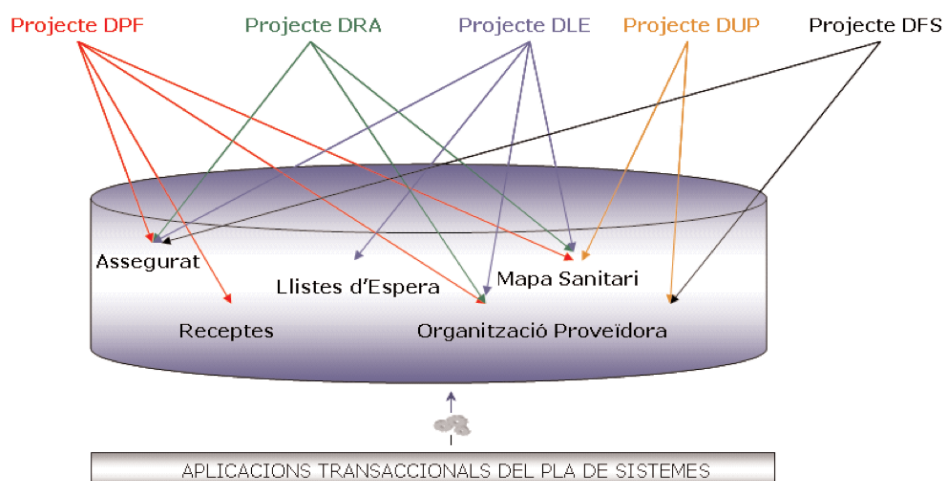 Projecte DPF
Projecte DRA
Projecte DLE
Projecte DUP
Projecte DFS
Assegurat
Llistes d'Espera
Mapa Sanitari
Receptes
Organització Proveïdora
APLICACIONS TRANSACCIONALS DEL PLA DE SISTEMES